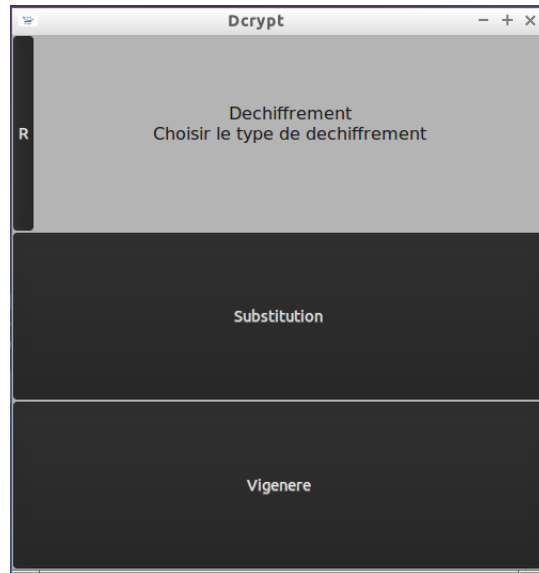 Dcrypt
R
Dechiffrement
Choisir le type de dechiffrement
Substitution
Vigenere